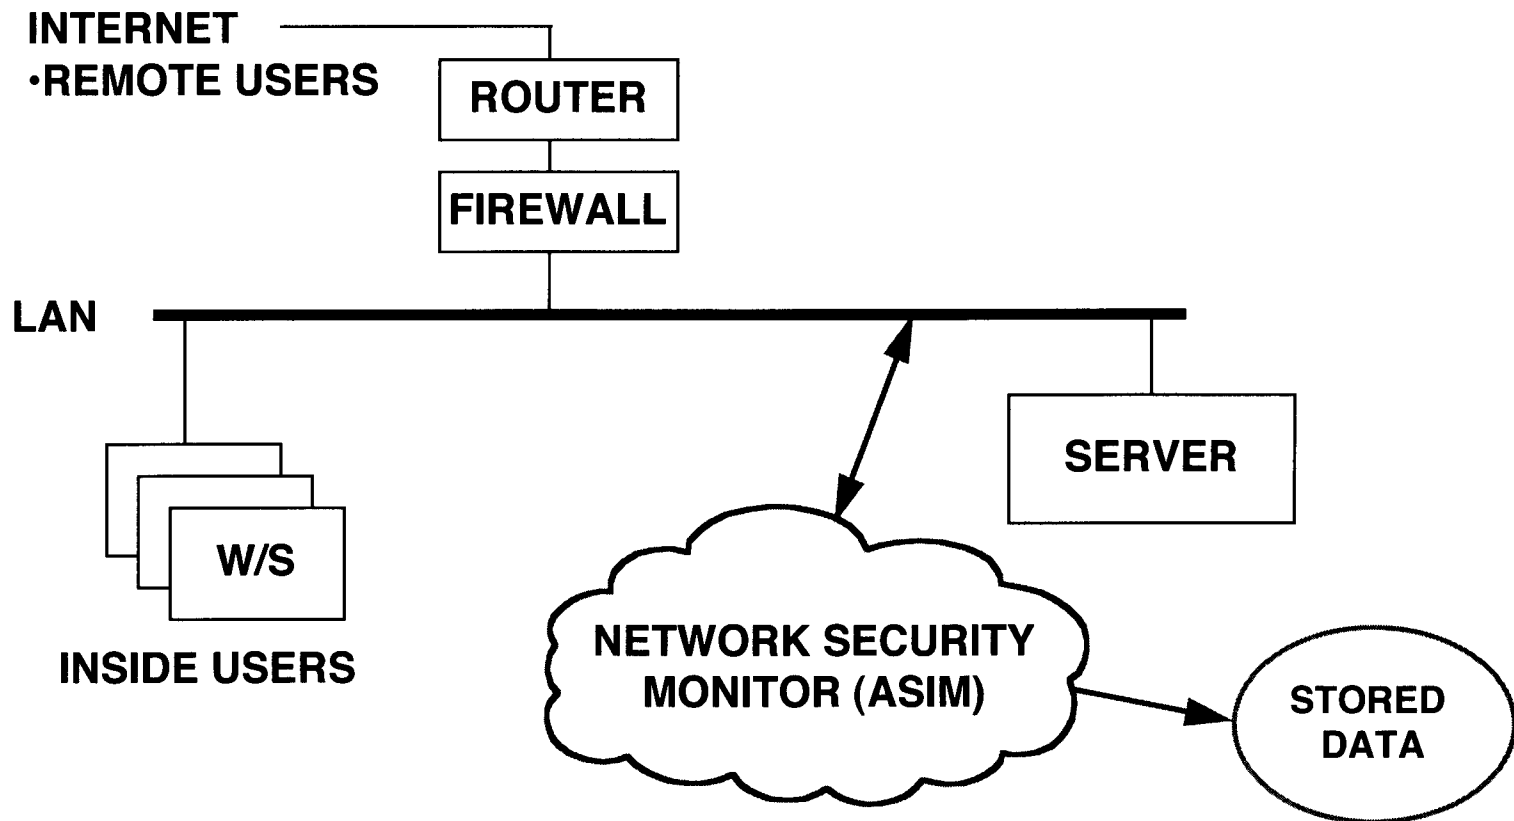 INTERNET
•REMOTE USERS
ROUTER
FIREWALL
LAN
SERVER
W/S
INSIDE USERS
NETWORK SECURITY
MONITOR (ASIM)
STORED
DATA